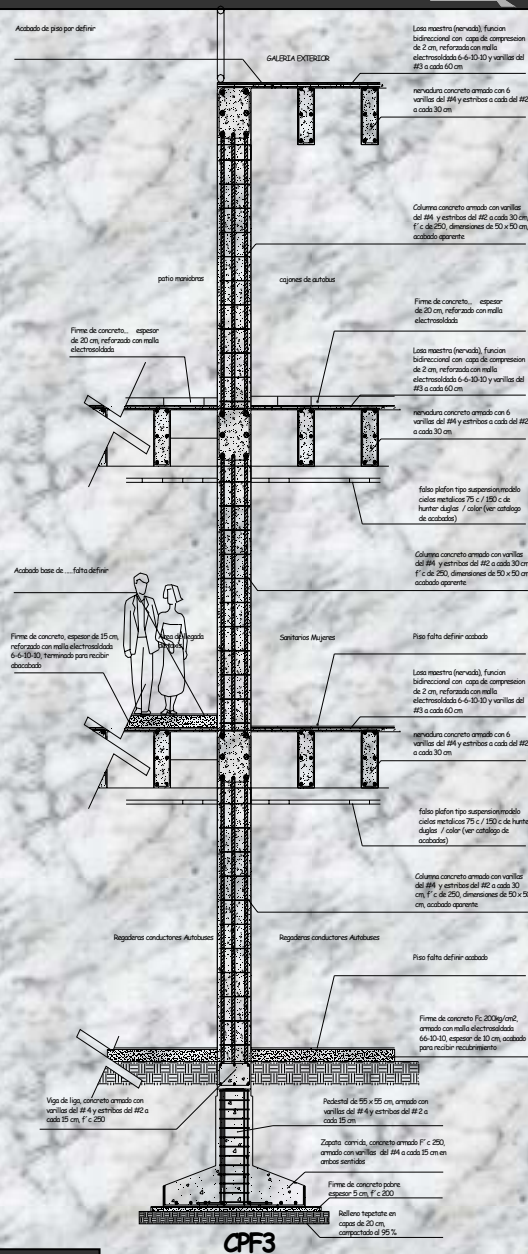 Acabado de piso por definir
GALERIA EXTERIOR
Losa maestra (nervada), funcion
bidireccional con capa de compresion
de 2 cm, reforzada con malla
electrosoldada 6-6-10-10 y varillas del
#3 a cada 60 cm
nervadura concreto armado con 6
varillas del #4 y estribos a cada del #2
a cada 30 cm
Columna concreto armado con varillas
del #4 y estribos del #2 a cada 30 cm,
f´c de 250, dimensiones de 50 x 50 cm,
acabado aparente
patio maniobras
cajones de autobus
Firme de concreto... espesor
de 20 cm, reforzado con malla
electrosoldada
Firme de concreto... espesor
de 20 cm, reforzado con malla
electrosoldada
Losa maestra (nervada), funcion
bidireccional con capa de compresion
de 2 cm, reforzada con malla
electrosoldada 6-6-10-10 y varillas del
#3 a cada 60 cm
nervadura concreto armado con 6
varillas del #4 y estribos a cada del #2
a cada 30 cm
falso plafon tipo suspension,modelo
cielos metalicos 75 c / 150 c de
hunter duglas / color (ver catalogo
de acabados)
Columna concreto armado con varillas
del #4 y estribos del #2 a cada 30 cm,
f´c de 250, dimensiones de 50 x 50 cm,
acabado aparente
Acabado base de..... falta definir
Firme de concreto, espesor de 15 cm,
reforzado con malla electrosoldada
6-6-10-10, terminado para recibir
abacabado
Sanitarios Mujeres
Piso falta definir acabado
Losa maestra (nervada), funcion
bidireccional con capa de compresion
de 2 cm, reforzada con malla
electrosoldada 6-6-10-10 y varillas del
#3 a cada 60 cm
nervadura concreto armado con 6
varillas del #4 y estribos a cada del #2
a cada 30 cm
falso plafon tipo suspension,modelo
cielos metalicos 75 c / 150 c de hunter
duglas / color (ver catalogo de
acabados)
Columna concreto armado con varillas
del #4 y estribos del #2 a cada 30
cm, f´c de 250, dimensiones de 50 x 50
cm, acabado aparente
Regaderas conductores Autobuses
Regaderas conductores Autobuses
Piso falta definir acabado
Firme de concreto Fc 200kg/cm2,
armado con malla electrosoldada
66-10-10, espesor de 10 cm, acabado
para recibir recubrimiento
Viga de liga, concreto armado con
varillas del # 4 y estribos del #2 a
cada 15 cm, f´c 250
Pedestal de 55 x 55 cm, armado con
varillas del # 4 y estribos del # 2 a
cada 15 cm
Zapata corrida, concreto armado F´c 250,
armado con varillas del #4 a cada 15 cm en
ambos sentidos
Firme de concreto pobre
espesor 5 cm, f´c 200
Relleno tepetate en
capas de 20 cm,
compactado al 95 %
CPF3